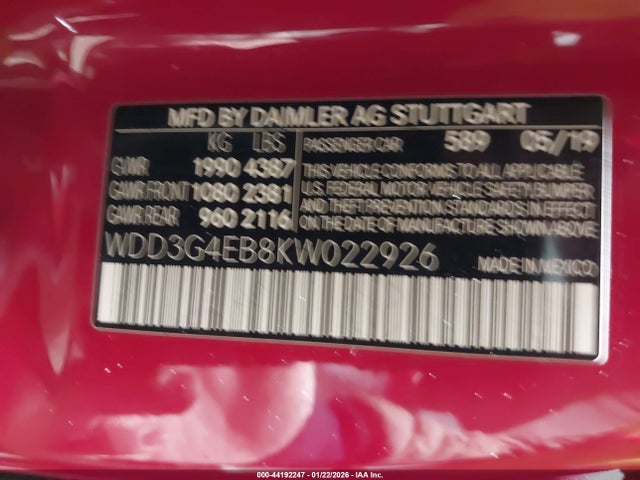 MFD BY DAIMLER AG STUTTGART
KG LBS PASSENGER CAR 589 05/19
GVWR 1990 4387
GAWR FRONT 1080 2381
GAWR REAR 960 2116
THIS VEHICLE CONFORMS TO ALL APPLICABLE
U.S. FEDERAL MOTOR VEHICLE SAFETY, BUMPER
AND THEFT PREVENTION STANDARDS IN EFFECT
ON THE DATE OF MANUFACTURE SHOWN ABOVE
WDD3G4EB8KW022926 MADE IN MEXICO
000-44192247 - 01/22/2026 - © IAA Inc.